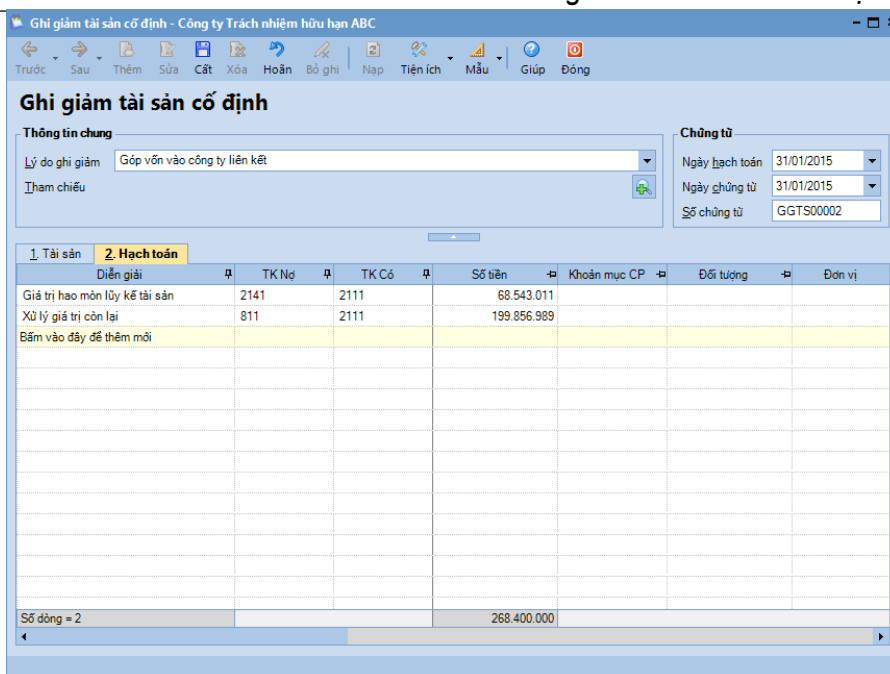 Ghi giảm tài sản cố định - Công ty Trách nhiệm hữu hạn ABC
Trước Sau Thêm Sửa Cất Xóa Hoãn Bỏ ghi Nạp Tiện ích Mẫu Giúp Đóng
Ghi giảm tài sản cố định
Thông tin chung
Lý do ghi giảm Góp vốn vào công ty liên kết
Tham chiếu
Chứng từ
Ngày hạch toán 31/01/2015
Ngày chứng từ 31/01/2015
Số chứng từ GGTS00002
1. Tài sản 2. Hạch toán
Diễn giải TK Nợ TK Có Số tiền Khoản mục CP Đối tượng Đơn vị
Giá trị hao mòn lũy kế tài sản 2141 2111 68.543.011
Xử lý giá trị còn lại 811 2111 199.856.989
Bấm vào đây để thêm mới
Số dòng = 2 268.400.000